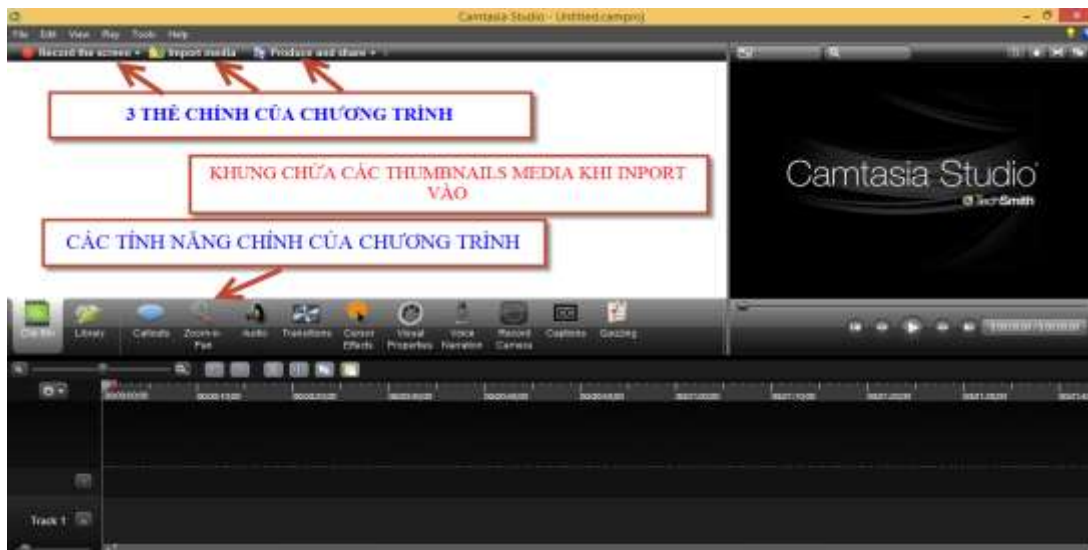 Camtasia Studio - Untitled.camproj
File Edit View Play Tools Help
Record the screen Import media Produce and share
3 THẺ CHÍNH CỦA CHƯƠNG TRÌNH
KHUNG CHỨA CÁC THUMBNAILS MEDIA KHI INPORT
VÀO
CÁC TÍNH NĂNG CHÍNH CỦA CHƯƠNG TRÌNH
Camtasia Studio
TechSmith
Clip Bin Library Callouts Zoom-n-Pan Audio Transitions Cursor Effects Visual Properties Voice Narration Record Camera Captions Quizzing
Track 1